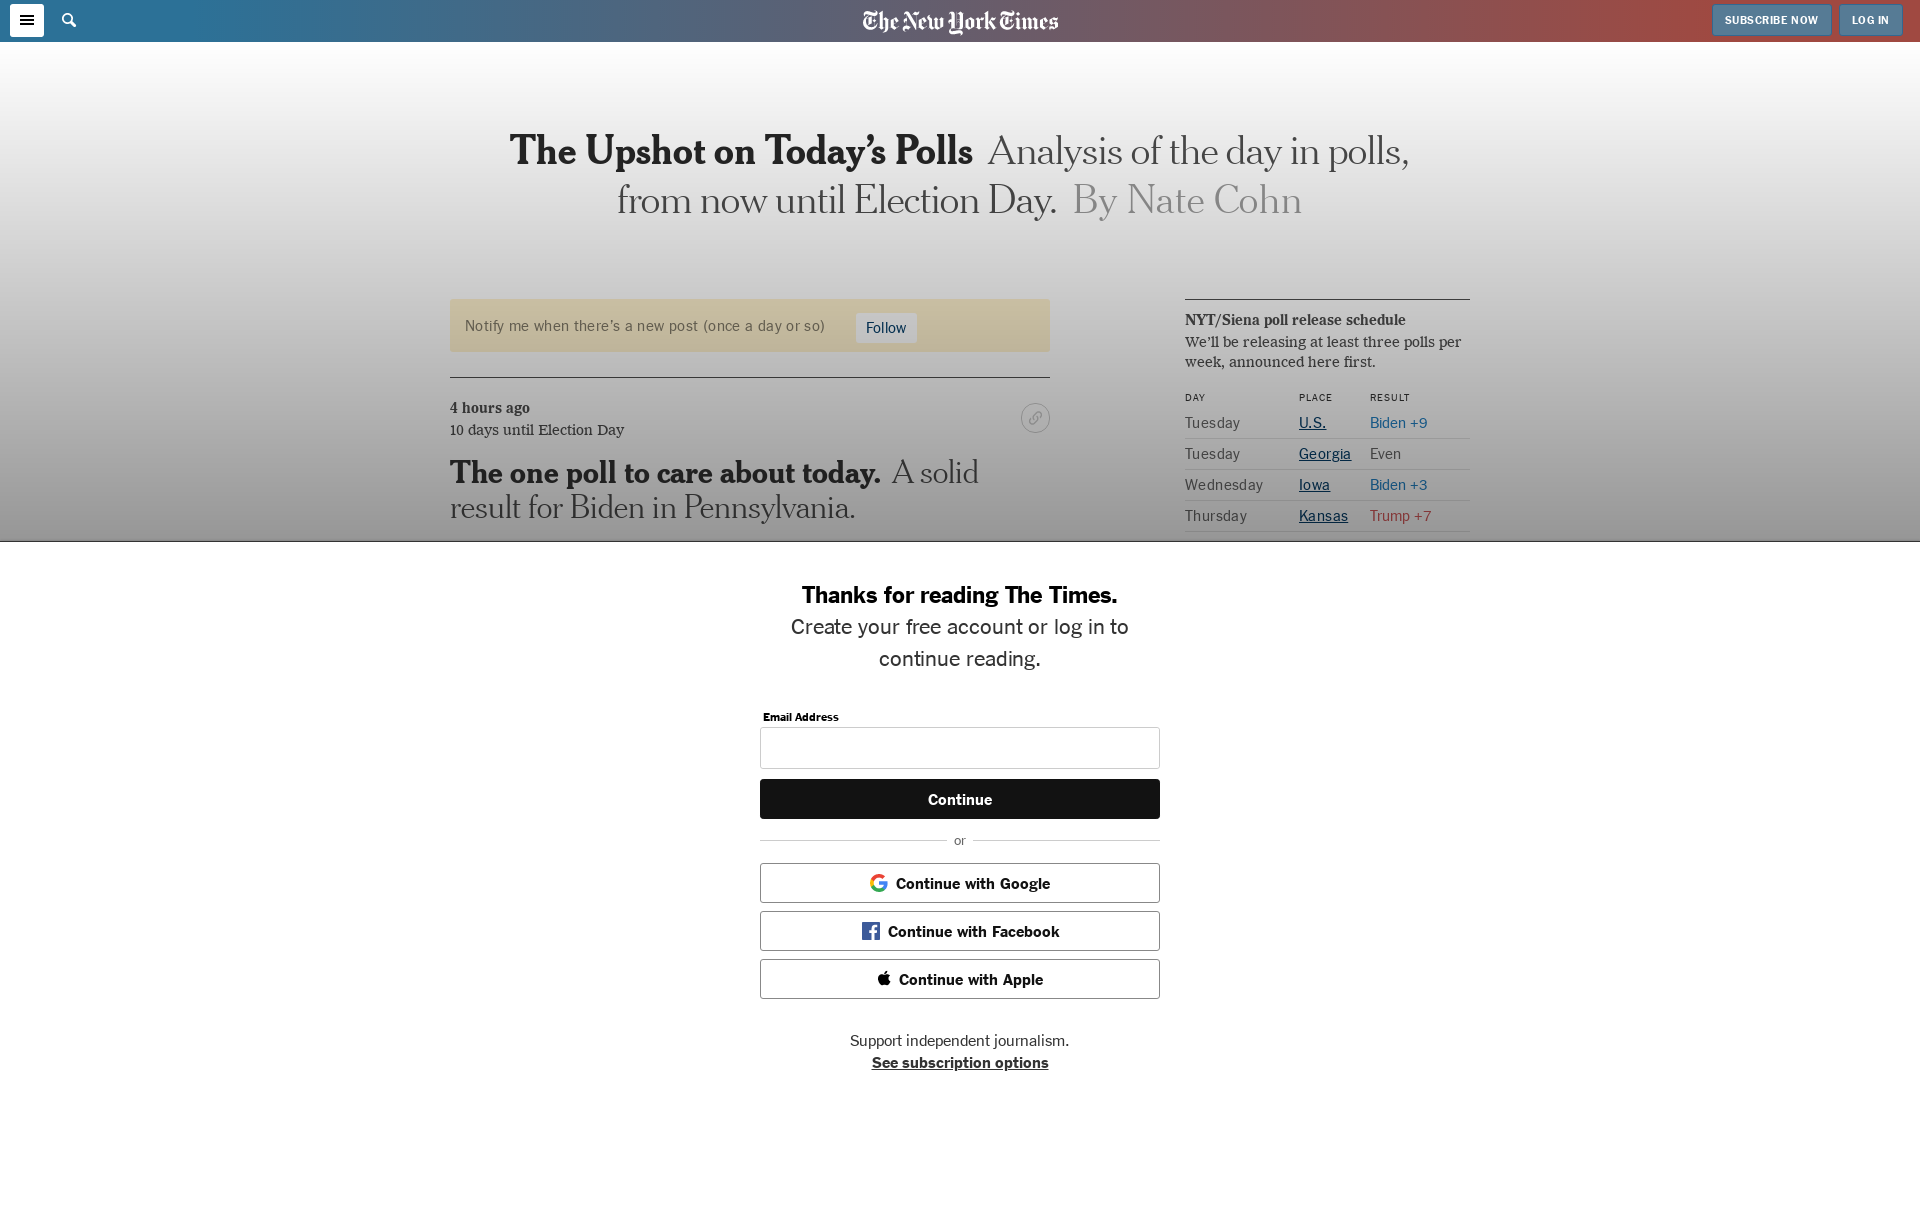 The New York Times
SUBSCRIBE NOW
LOG IN
The Upshot on Today’s Polls Analysis of the day in polls,
from now until Election Day. By Nate Cohn
Notify me when there’s a new post (once a day or so)
Follow
4 hours ago
10 days until Election Day
The one poll to care about today. A solid
result for Biden in Pennsylvania.
NYT/Siena poll release schedule
We’ll be releasing at least three polls per
week, announced here first.
DAY PLACE RESULT
Tuesday U.S. Biden +9
Tuesday Georgia Even
Wednesday Iowa Biden +3
Thursday Kansas Trump +7
Thanks for reading The Times.
Create your free account or log in to
continue reading.
Email Address
Continue
or
Continue with Google
Continue with Facebook
Continue with Apple
Support independent journalism.
See subscription options